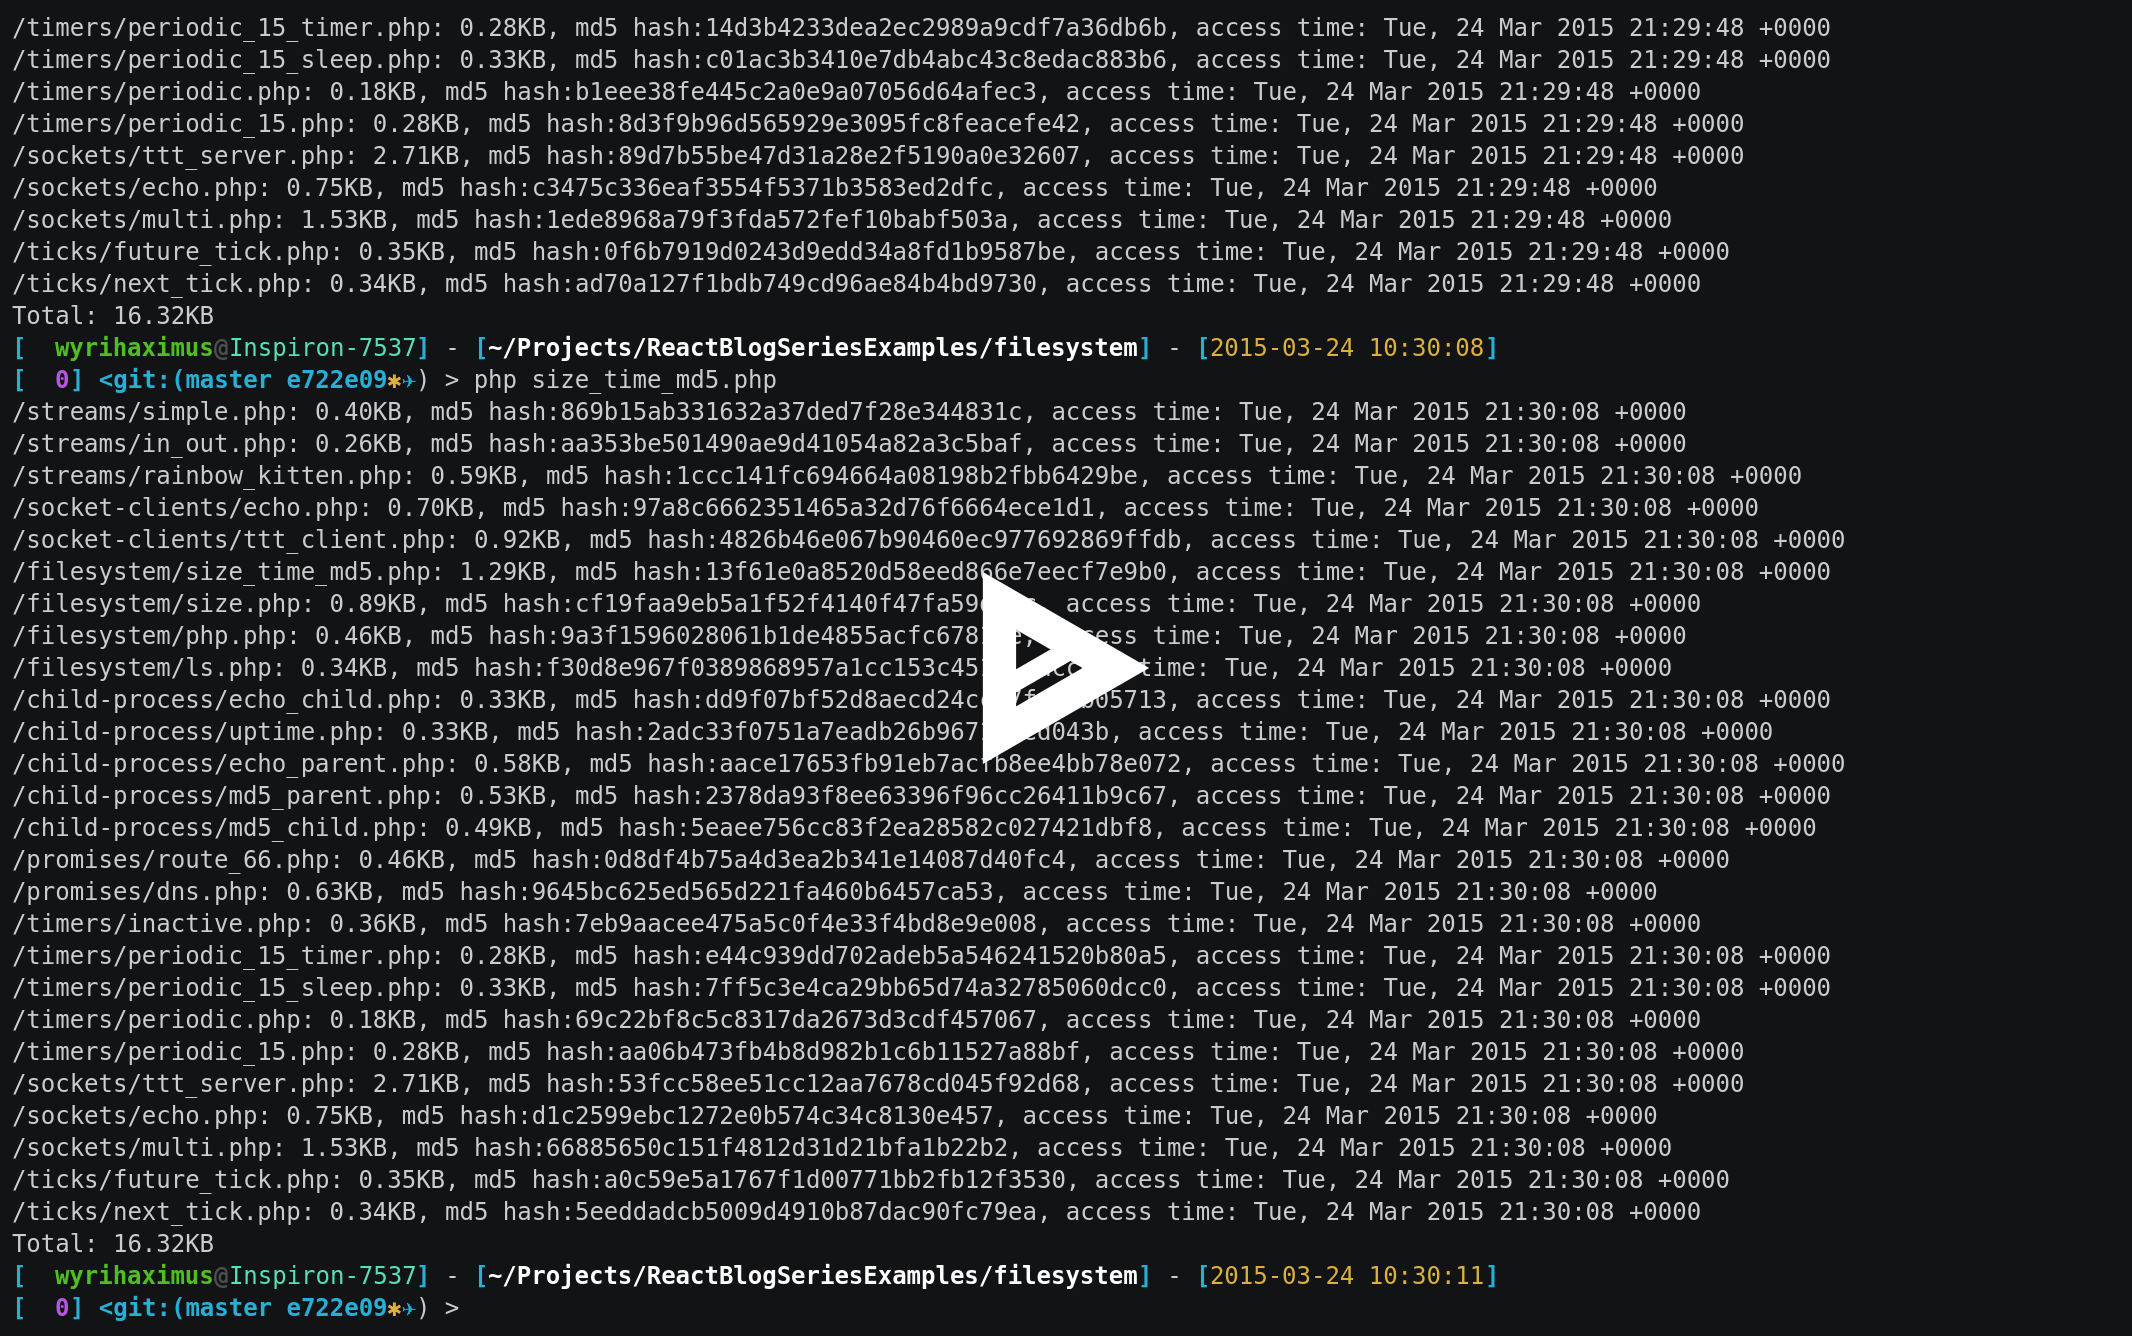 /timers/periodic_15_timer.php: 0.28KB, md5 hash:14d3b4233dea2ec2989a9cdf7a36db6b, access time: Tue, 24 Mar 2015 21:29:48 +0000
/timers/periodic_15_sleep.php: 0.33KB, md5 hash:c01ac3b3410e7db4abc43c8edac883b6, access time: Tue, 24 Mar 2015 21:29:48 +0000
/timers/periodic.php: 0.18KB, md5 hash:b1eee38fe445c2a0e9a07056d64afec3, access time: Tue, 24 Mar 2015 21:29:48 +0000
/timers/periodic_15.php: 0.28KB, md5 hash:8d3f9b96d565929e3095fc8feacefe42, access time: Tue, 24 Mar 2015 21:29:48 +0000
/sockets/ttt_server.php: 2.71KB, md5 hash:89d7b55be47d31a28e2f5190a0e32607, access time: Tue, 24 Mar 2015 21:29:48 +0000
/sockets/echo.php: 0.75KB, md5 hash:c3475c336eaf3554f5371b3583ed2dfc, access time: Tue, 24 Mar 2015 21:29:48 +0000
/sockets/multi.php: 1.53KB, md5 hash:1ede8968a79f3fda572fef10babf503a, access time: Tue, 24 Mar 2015 21:29:48 +0000
/ticks/future_tick.php: 0.35KB, md5 hash:0f6b7919d0243d9edd34a8fd1b9587be, access time: Tue, 24 Mar 2015 21:29:48 +0000
/ticks/next_tick.php: 0.34KB, md5 hash:ad70a127f1bdb749cd96ae84b4bd9730, access time: Tue, 24 Mar 2015 21:29:48 +0000
Total: 16.32KB
[  wyrihaximus@Inspiron-7537] - [~/Projects/ReactBlogSeriesExamples/filesystem] - [2015-03-24 10:30:08]
[  0] <git:(master e722e09✱✈) > php size_time_md5.php
/streams/simple.php: 0.40KB, md5 hash:869b15ab331632a37ded7f28e344831c, access time: Tue, 24 Mar 2015 21:30:08 +0000
/streams/in_out.php: 0.26KB, md5 hash:aa353be501490ae9d41054a82a3c5baf, access time: Tue, 24 Mar 2015 21:30:08 +0000
/streams/rainbow_kitten.php: 0.59KB, md5 hash:1ccc141fc694664a08198b2fbb6429be, access time: Tue, 24 Mar 2015 21:30:08 +0000
/socket-clients/echo.php: 0.70KB, md5 hash:97a8c6662351465a32d76f6664ece1d1, access time: Tue, 24 Mar 2015 21:30:08 +0000
/socket-clients/ttt_client.php: 0.92KB, md5 hash:4826b46e067b90460ec977692869ffdb, access time: Tue, 24 Mar 2015 21:30:08 +0000
/filesystem/size_time_md5.php: 1.29KB, md5 hash:13f61e0a8520d58eed866e7eecf7e9b0, access time: Tue, 24 Mar 2015 21:30:08 +0000
/filesystem/size.php: 0.89KB, md5 access time: Tue, 24 Mar 2015 21:30:08 +0000
/filesystem/php.php: 0.46KB, md5 time: Tue, 24 Mar 2015 21:30:08 +0000
/filesystem/ls.php: 0.34KB, md5 time: Tue, 24 Mar 2015 21:30:08 +0000
/child-process/echo_child.php: 0.33KB, md5 access time: Tue, 24 Mar 2015 21:30:08 +0000
/child-process/uptime.php: 0.33KB, md5 access time: Tue, 24 Mar 2015 21:30:08 +0000
/child-process/echo_parent.php: 0.58KB, md5 hash:aace17653fb91eb7acfb8ee4bb78e072, access time: Tue, 24 Mar 2015 21:30:08 +0000
/child-process/md5_parent.php: 0.53KB, md5 hash:2378da93f8ee63396f96cc26411b9c67, access time: Tue, 24 Mar 2015 21:30:08 +0000
/child-process/md5_child.php: 0.49KB, md5 hash:5eaee756cc83f2ea28582c027421dbf8, access time: Tue, 24 Mar 2015 21:30:08 +0000
/promises/route_66.php: 0.46KB, md5 hash:0d8df4b75a4d3ea2b341e14087d40fc4, access time: Tue, 24 Mar 2015 21:30:08 +0000
/promises/dns.php: 0.63KB, md5 hash:9645bc625ed565d221fa460b6457ca53, access time: Tue, 24 Mar 2015 21:30:08 +0000
/timers/inactive.php: 0.36KB, md5 hash:7eb9aacee475a5c0f4e33f4bd8e9e008, access time: Tue, 24 Mar 2015 21:30:08 +0000
/timers/periodic_15_timer.php: 0.28KB, md5 hash:e44c939dd702adeb5a546241520b80a5, access time: Tue, 24 Mar 2015 21:30:08 +0000
/timers/periodic_15_sleep.php: 0.33KB, md5 hash:7ff5c3e4ca29bb65d74a32785060dcc0, access time: Tue, 24 Mar 2015 21:30:08 +0000
/timers/periodic.php: 0.18KB, md5 hash:69c22bf8c5c8317da2673d3cdf457067, access time: Tue, 24 Mar 2015 21:30:08 +0000
/timers/periodic_15.php: 0.28KB, md5 hash:aa06b473fb4b8d982b1c6b11527a88bf, access time: Tue, 24 Mar 2015 21:30:08 +0000
/sockets/ttt_server.php: 2.71KB, md5 hash:53fcc58ee51cc12aa7678cd045f92d68, access time: Tue, 24 Mar 2015 21:30:08 +0000
/sockets/echo.php: 0.75KB, md5 hash:d1c2599ebc1272e0b574c34c8130e457, access time: Tue, 24 Mar 2015 21:30:08 +0000
/sockets/multi.php: 1.53KB, md5 hash:66885650c151f4812d31d21bfa1b22b2, access time: Tue, 24 Mar 2015 21:30:08 +0000
/ticks/future_tick.php: 0.35KB, md5 hash:a0c59e5a1767f1d00771bb2fb12f3530, access time: Tue, 24 Mar 2015 21:30:08 +0000
/ticks/next_tick.php: 0.34KB, md5 hash:5eeddadcb5009d4910b87dac90fc79ea, access time: Tue, 24 Mar 2015 21:30:08 +0000
Total: 16.32KB
[  wyrihaximus@Inspiron-7537] - [~/Projects/ReactBlogSeriesExamples/filesystem] - [2015-03-24 10:30:11]
[  0] <git:(master e722e09✱✈) >